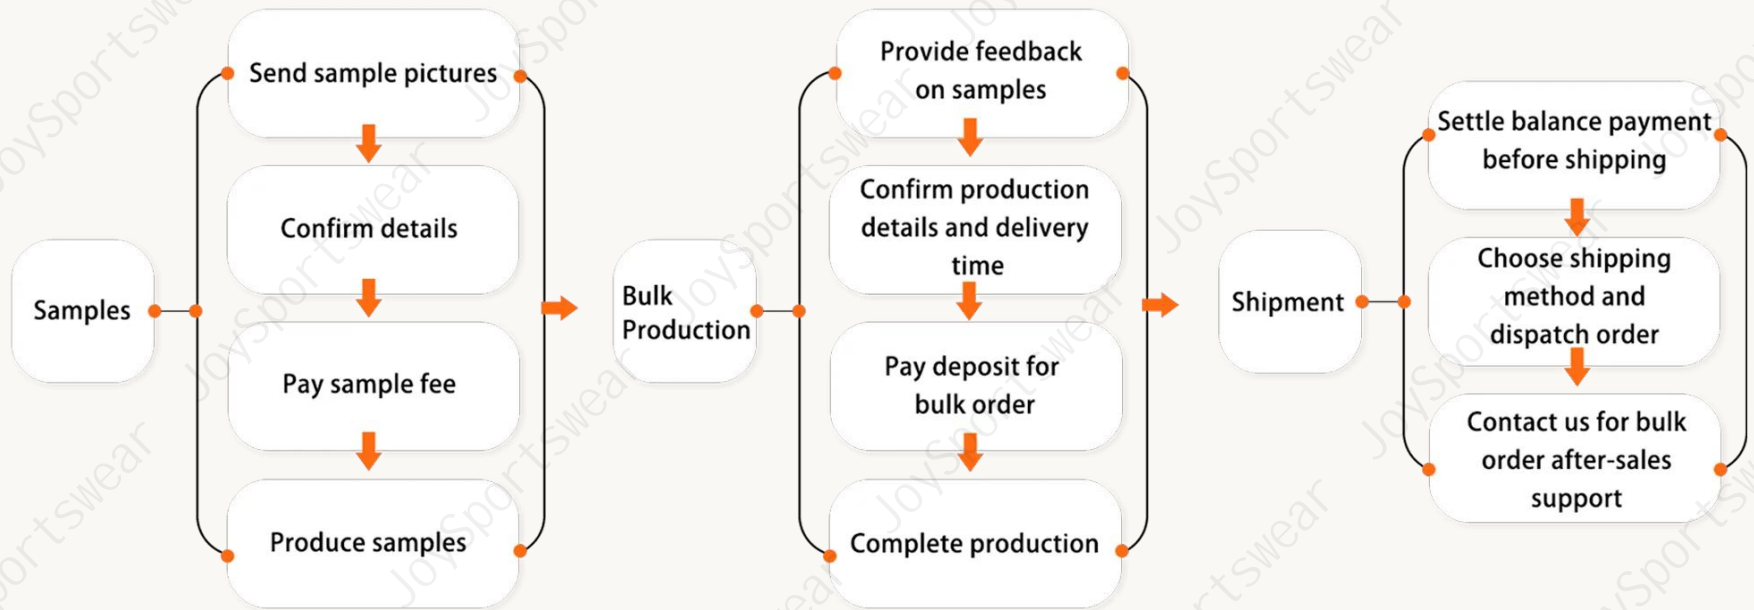 Samples
Send sample pictures
Confirm details
Pay sample fee
Produce samples
Bulk
Production
Provide feedback
on samples
Confirm production
details and delivery
time
Pay deposit for
bulk order
Complete production
Shipment
Settle balance payment
before shipping
Choose shipping
method and
dispatch order
Contact us for bulk
order after-sales
support
JoySportswear